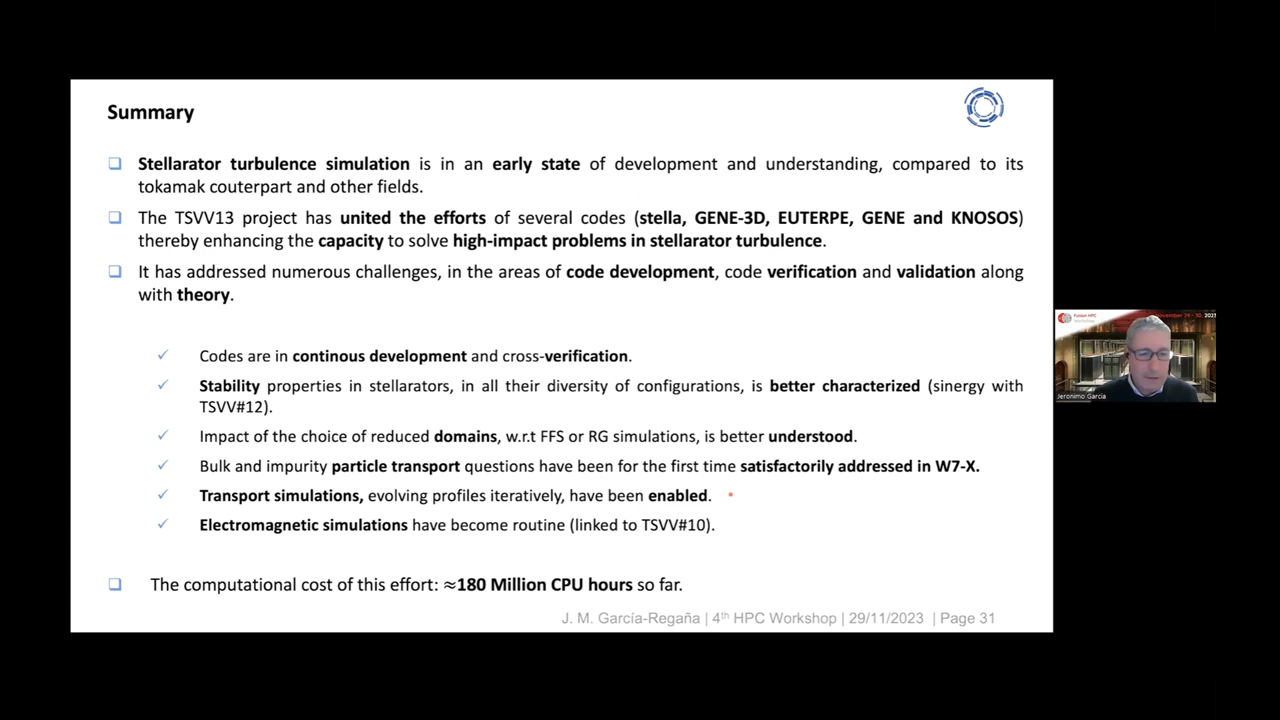 Summary
Stellarator turbulence simulation is in an early state of development and understanding, compared to its
tokamak couterpart and other fields.
The TSVV13 project has united the efforts of several codes (stella, GENE-3D, EUTERPE, GENE and KNOSOS)
thereby enhancing the capacity to solve high-impact problems in stellarator turbulence.
It has addressed numerous challenges, in the areas of code development, code verification and validation along
with theory.
Codes are in continous development and cross-verification.
Stability properties in stellarators, in all their diversity of configurations, is better characterized (sinergy with
TSVV#12).
Impact of the choice of reduced domains, w.r.t FFS or RG simulations, is better understood.
Bulk and impurity particle transport questions have been for the first time satisfactorily addressed in W7-X.
Transport simulations, evolving profiles iteratively, have been enabled.
Electromagnetic simulations have become routine (linked to TSVV#10).
The computational cost of this effort: ≈180 Million CPU hours so far.
J. M. García-Regaña | 4th HPC Workshop | 29/11/2023 | Page 31
Fusion HPC
Jeronimo Garcia